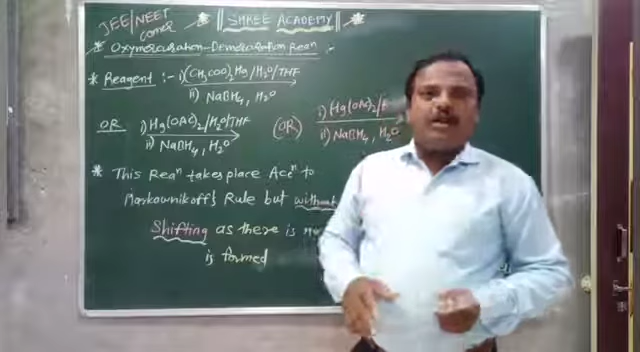 JEE/NEET
corner
|| SHREE ACADEMY ||
* Oxymercuration-Demercuration Rean :-
* Reagent :- i) (CH3COO)2Hg/H2O/THF
ii) NaBH4, H2O
OR i) Hg(OAC)2/H2O/THF
ii) NaBH4, H2O
(OR) i) Hg(OAC)2/
ii) NaBH4, H2O
* This Reaⁿ takes place Accⁿ to
Markownikoff's Rule but without
Shifting as there is
is formed